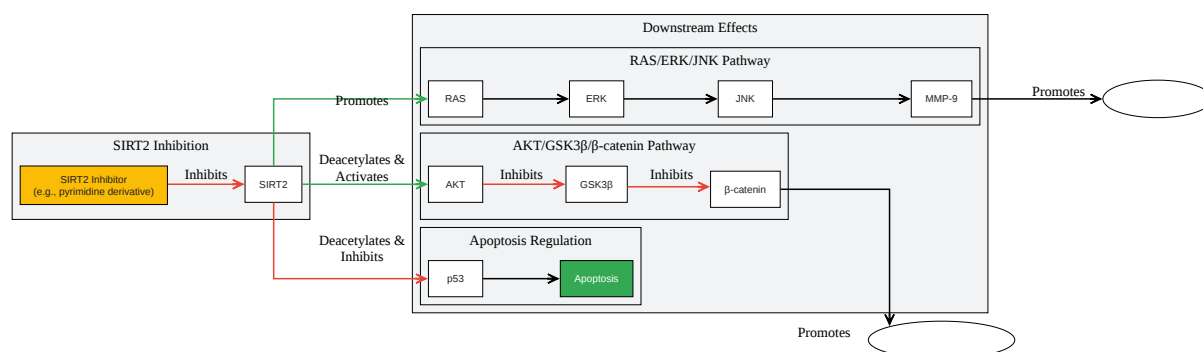 Downstream Effects
RAS/ERK/JNK Pathway
Promotes
RAS
ERK
JNK
MMP-9
Promotes
SIRT2 Inhibition
SIRT2 Inhibitor
(e.g., pyrimidine derivative)
Inhibits
SIRT2
Deacetylates &
Activates
AKT/GSK3β/β-catenin Pathway
AKT
Inhibits
GSK3β
Inhibits
β-catenin
Deacetylates &
Inhibits
Apoptosis Regulation
p53
Apoptosis
Promotes